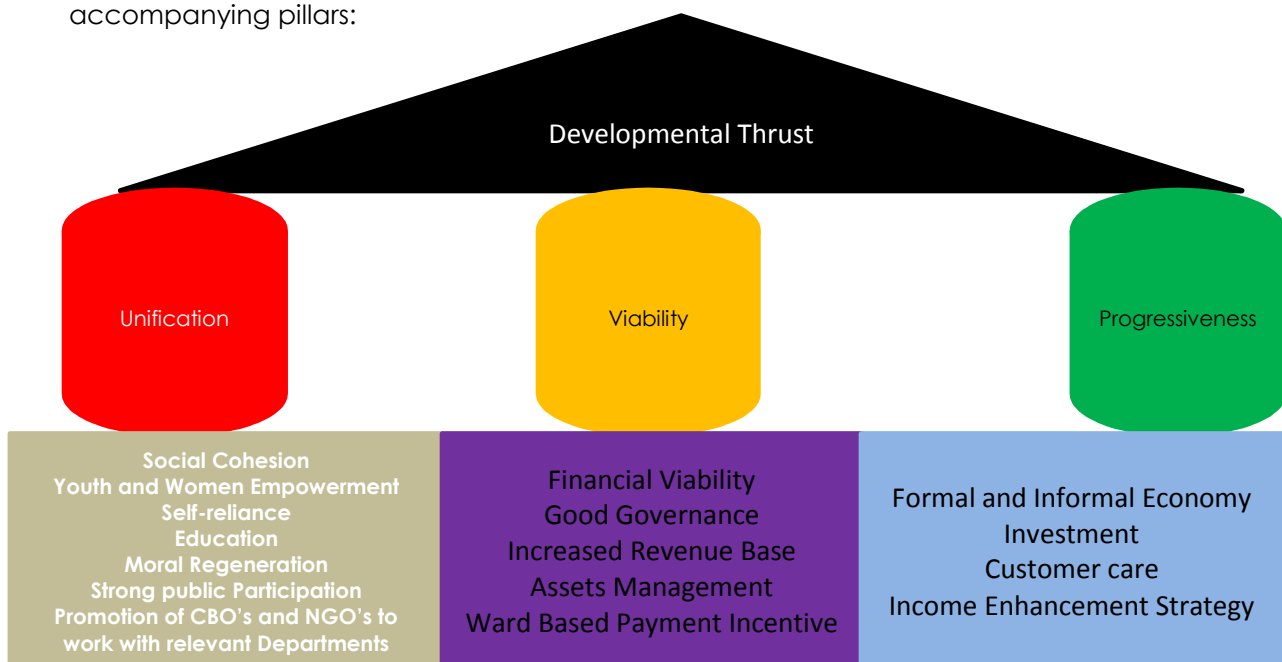 accompanying pillars:
Developmental Thrust
Unification
Viability
Progressiveness
Social Cohesion
Youth and Women Empowerment
Self-reliance
Education
Moral Regeneration
Strong public Participation
Promotion of CBO’s and NGO’s to
work with relevant Departments
Financial Viability
Good Governance
Increased Revenue Base
Assets Management
Ward Based Payment Incentive
Formal and Informal Economy
Investment
Customer care
Income Enhancement Strategy